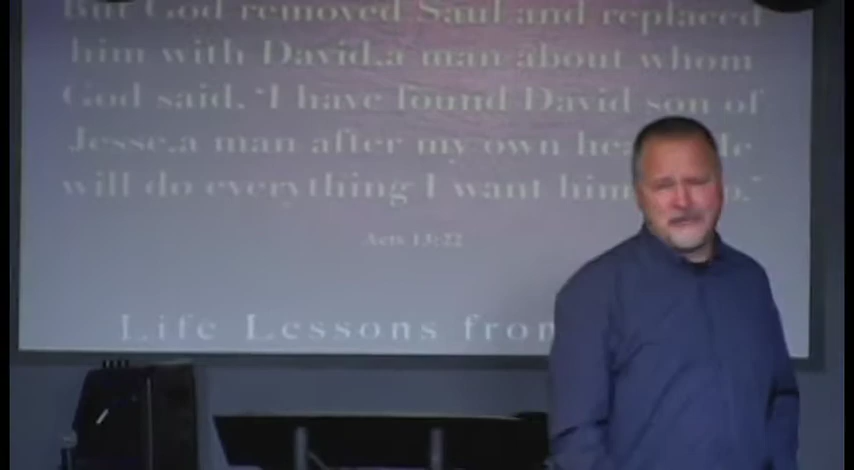 But God removed Saul and replaced
him with David, a man about whom
God said, "I have found David son of
Jesse, a man after my own
will do everything I want him
Acts 13:22
Life Lessons from